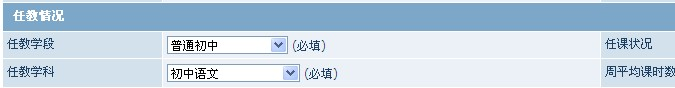 任教情况
任教学段 普通初中 (必填) 任课状况
任教学科 初中语文 (必填) 周平均课时数